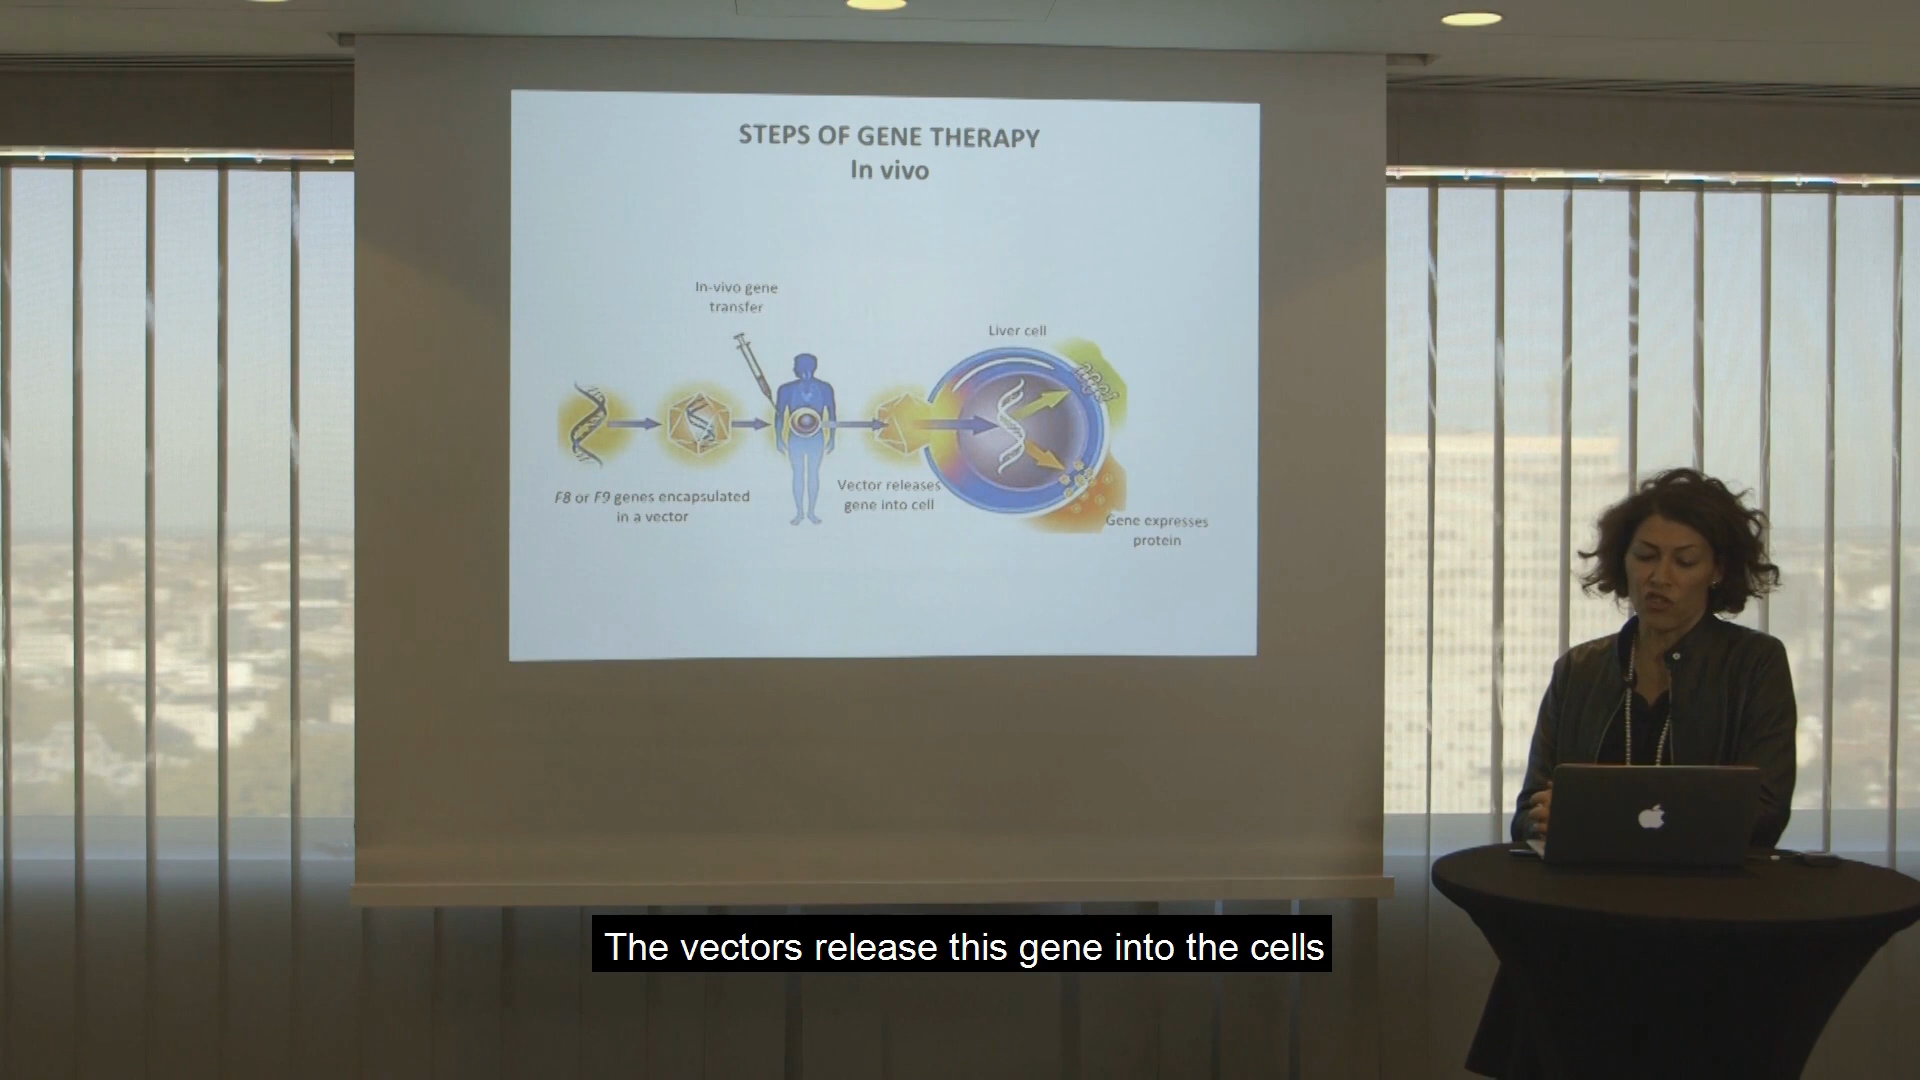 STEPS OF GENE THERAPY
In vivo
In-vivo gene
transfer
Liver cell
F8 or F9 genes encapsulated
in a vector
Vector releases
gene into cell
Gene expresses
protein
The vectors release this gene into the cells